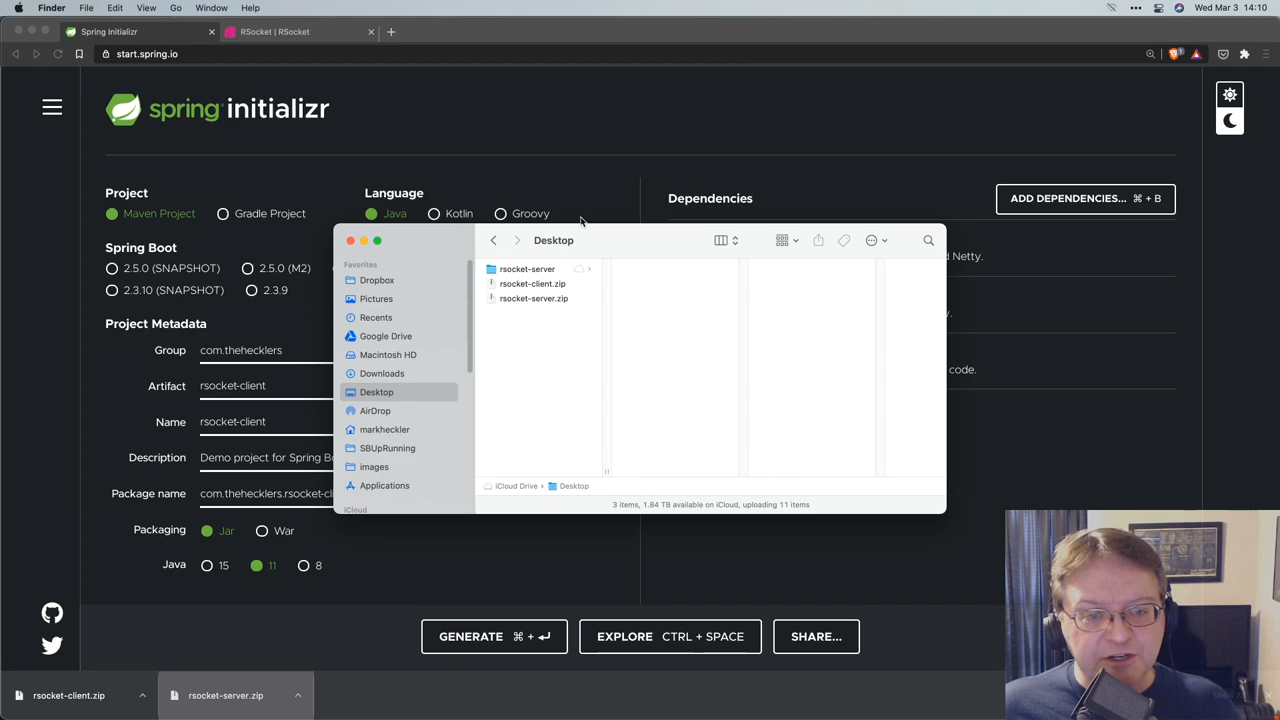 Finder File Edit View Go Window Help
Wed Mar 3 14:10
Spring Initializr
RSocket | RSocket
start.spring.io
1
spring initializr
Project
Maven Project
Gradle Project
Language
Java
Kotlin
Groovy
Dependencies
ADD DEPENDENCIES... ⌘ + B
Spring Boot
2.5.0 (SNAPSHOT)
2.5.0 (M2)
2.3.10 (SNAPSHOT)
2.3.9
d Netty.
code.
Project Metadata
Group
com.thehecklers
Artifact
rsocket-client
Name
rsocket-client
Description
Demo project for Spring Bo
Package name
com.thehecklers.rsocket-cli
Packaging
Jar
War
Java
15
11
8
Desktop
Favorites
Dropbox
Pictures
Recents
Google Drive
Macintosh HD
Downloads
Desktop
AirDrop
markheckler
SBUpRunning
images
Applications
iCloud
rsocket-server
rsocket-client.zip
rsocket-server.zip
iCloud Drive › Desktop
3 items, 1.84 TB available on iCloud, uploading 11 items
GENERATE ⌘ + ↵
EXPLORE CTRL + SPACE
SHARE...
rsocket-client.zip
rsocket-server.zip